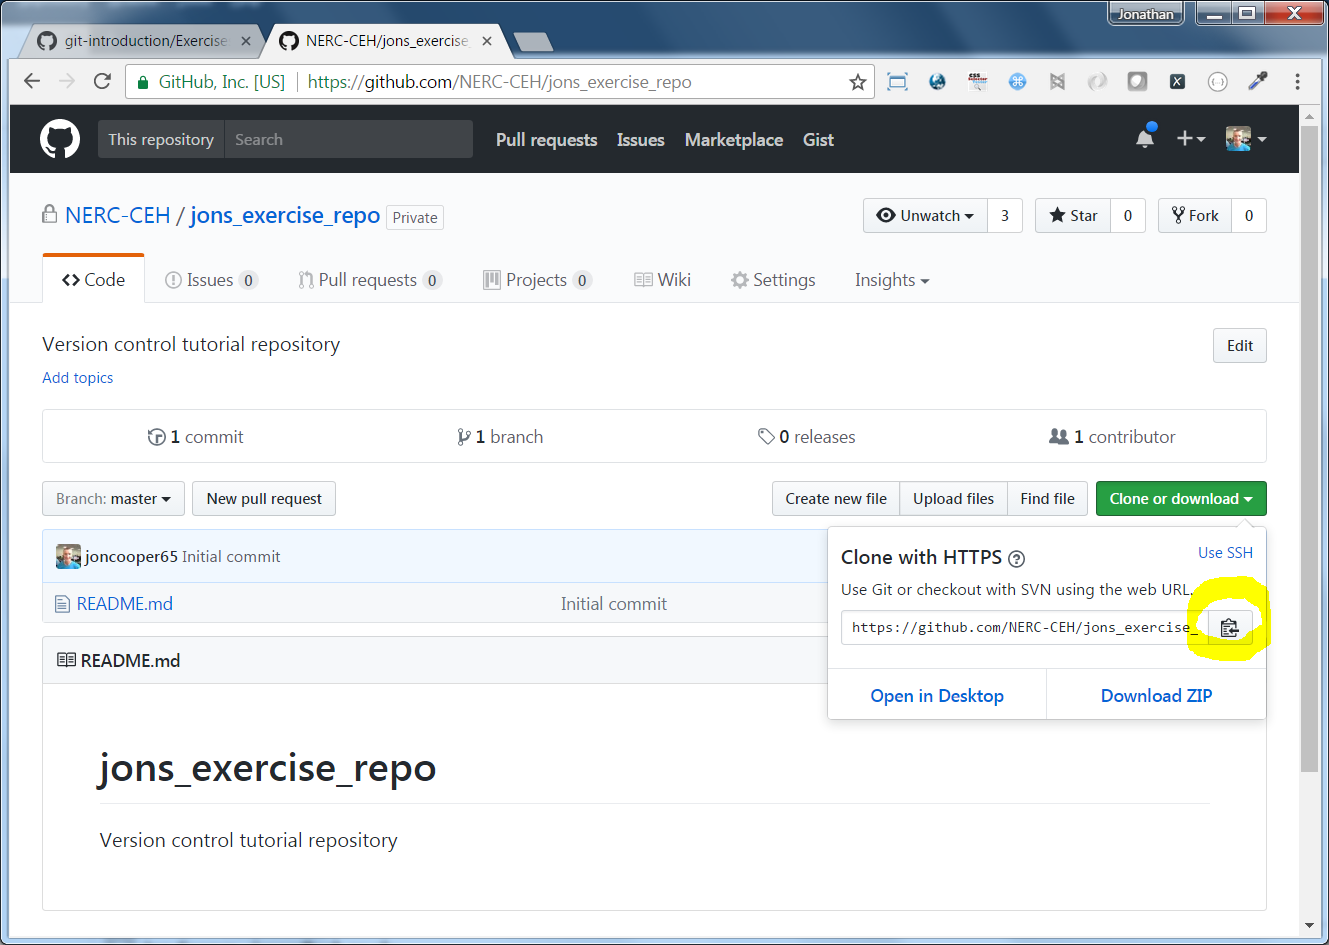 Jonathan
git-introduction/Exercise
NERC-CEH/jons_exercise_
GitHub, Inc. [US] https://github.com/NERC-CEH/jons_exercise_repo
This repository Search Pull requests Issues Marketplace Gist
NERC-CEH / jons_exercise_repo Private Unwatch 3 Star 0 Fork 0
Code Issues 0 Pull requests 0 Projects 0 Wiki Settings Insights
Version control tutorial repository Edit
Add topics
1 commit 1 branch 0 releases 1 contributor
Branch: master New pull request Create new file Upload files Find file Clone or download
joncooper65 Initial commit
README.md Initial commit
Clone with HTTPS Use SSH
Use Git or checkout with SVN using the web URL.
https://github.com/NERC-CEH/jons_exercise_
Open in Desktop Download ZIP
README.md
jons_exercise_repo
Version control tutorial repository